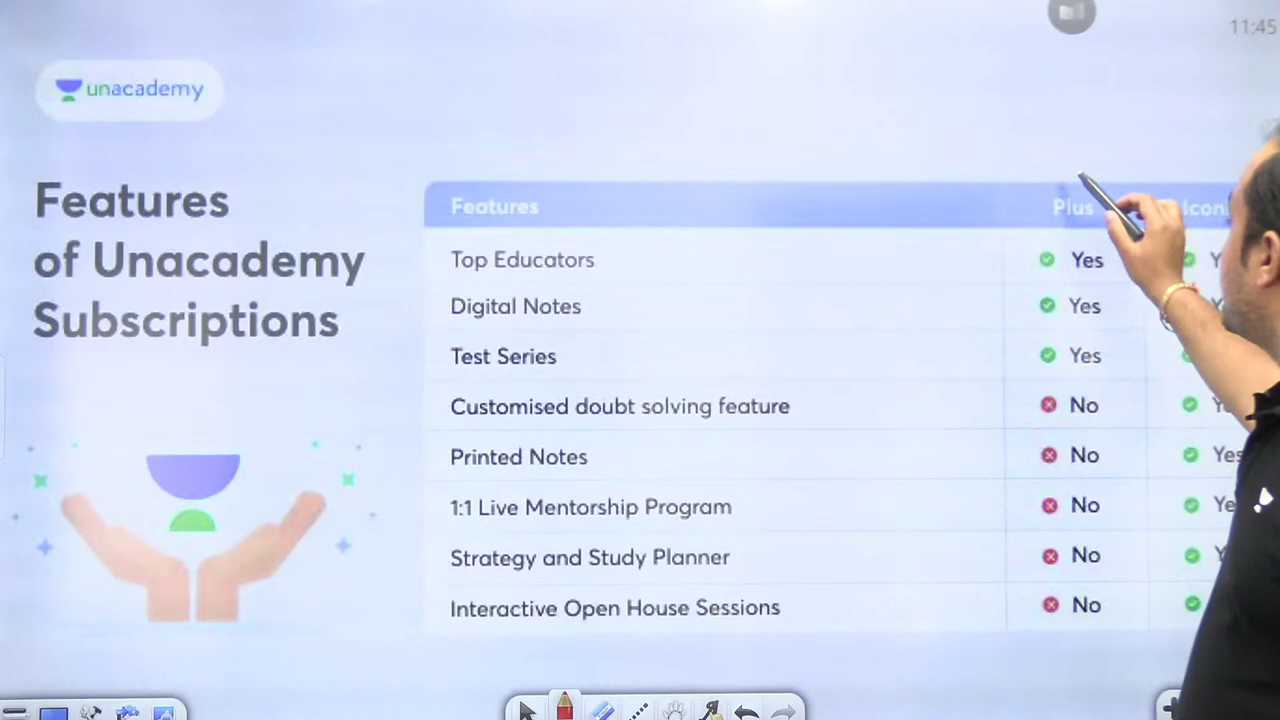 11:45
unacademy
Features
of Unacademy
Subscriptions
Features Plus
Top Educators Yes
Digital Notes Yes
Test Series Yes
Customised doubt solving feature No
Printed Notes No Yes
1:1 Live Mentorship Program No
Strategy and Study Planner No
Interactive Open House Sessions No